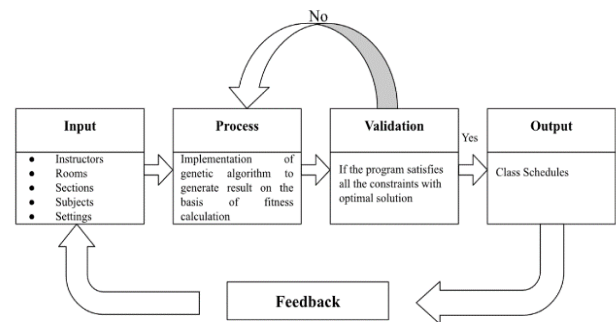 No
Input
Instructors
Rooms
Sections
Subjects
Settings
Process
Implementation of
genetic algorithm to
generate result on the
basis of fitness
calculation
Validation
If the program satisfies
all the constraints with
optimal solution
Yes
Output
Class Schedules
Feedback